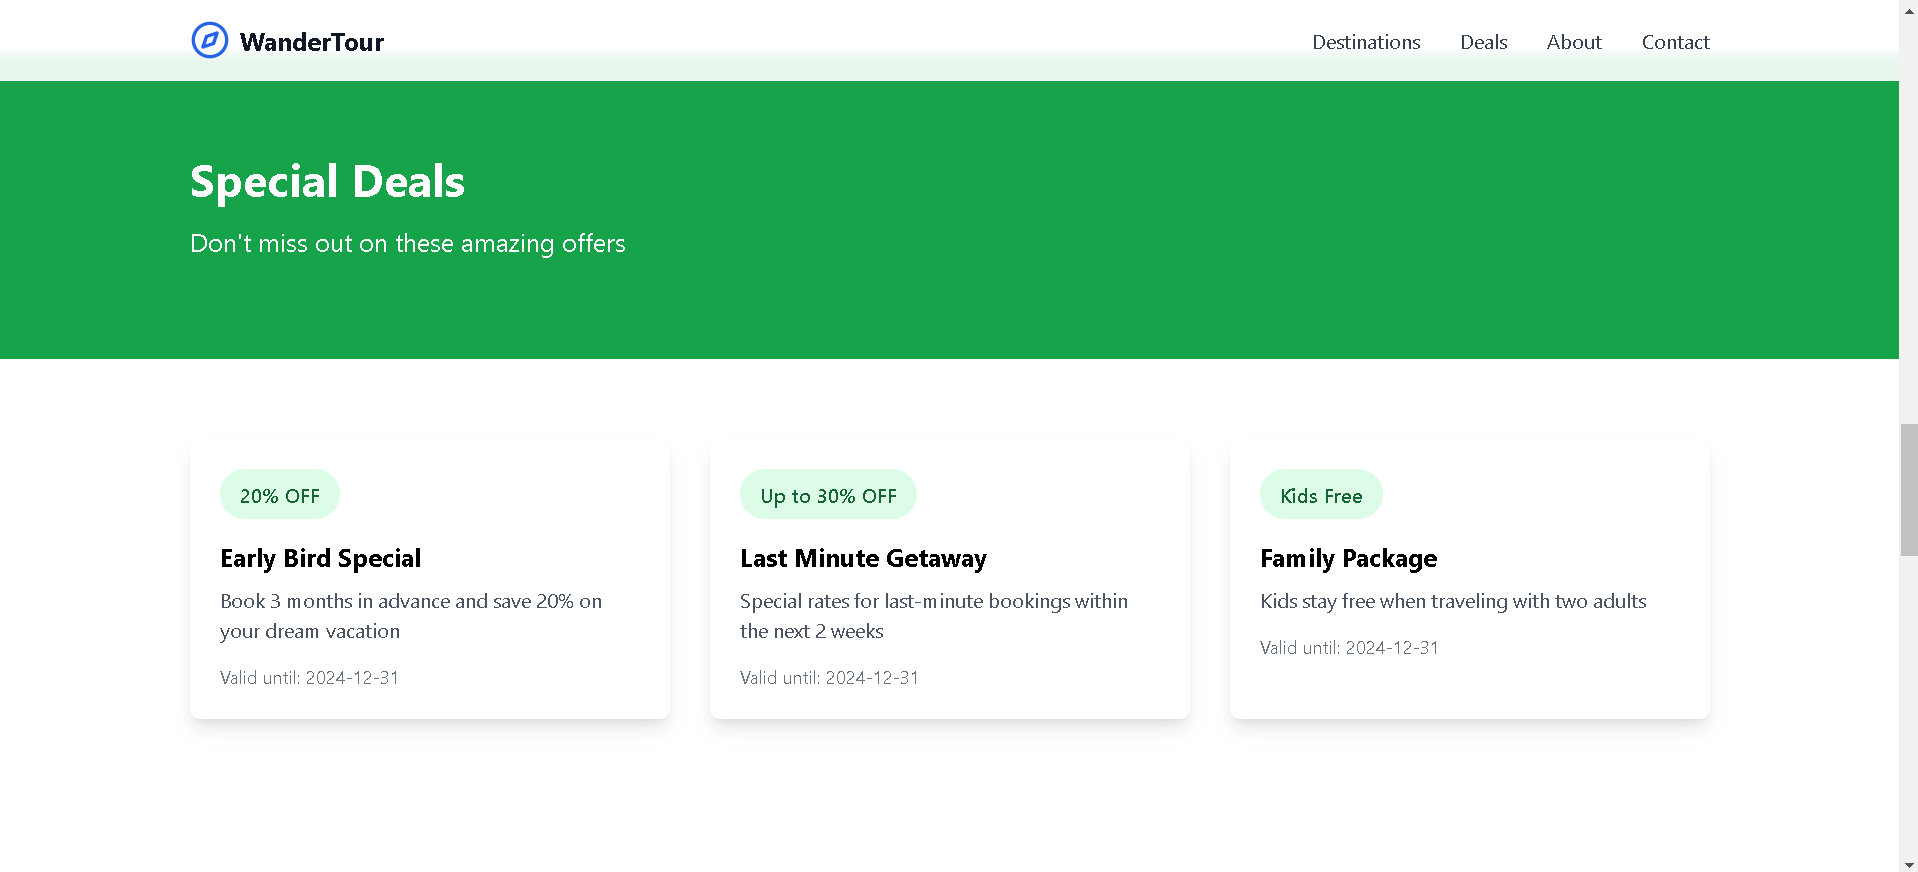 WanderTour
Destinations
Deals
About
Contact
Special Deals
Don't miss out on these amazing offers
20% OFF
Early Bird Special
Book 3 months in advance and save 20% on
your dream vacation
Valid until: 2024-12-31
Up to 30% OFF
Last Minute Getaway
Special rates for last-minute bookings within
the next 2 weeks
Valid until: 2024-12-31
Kids Free
Family Package
Kids stay free when traveling with two adults
Valid until: 2024-12-31